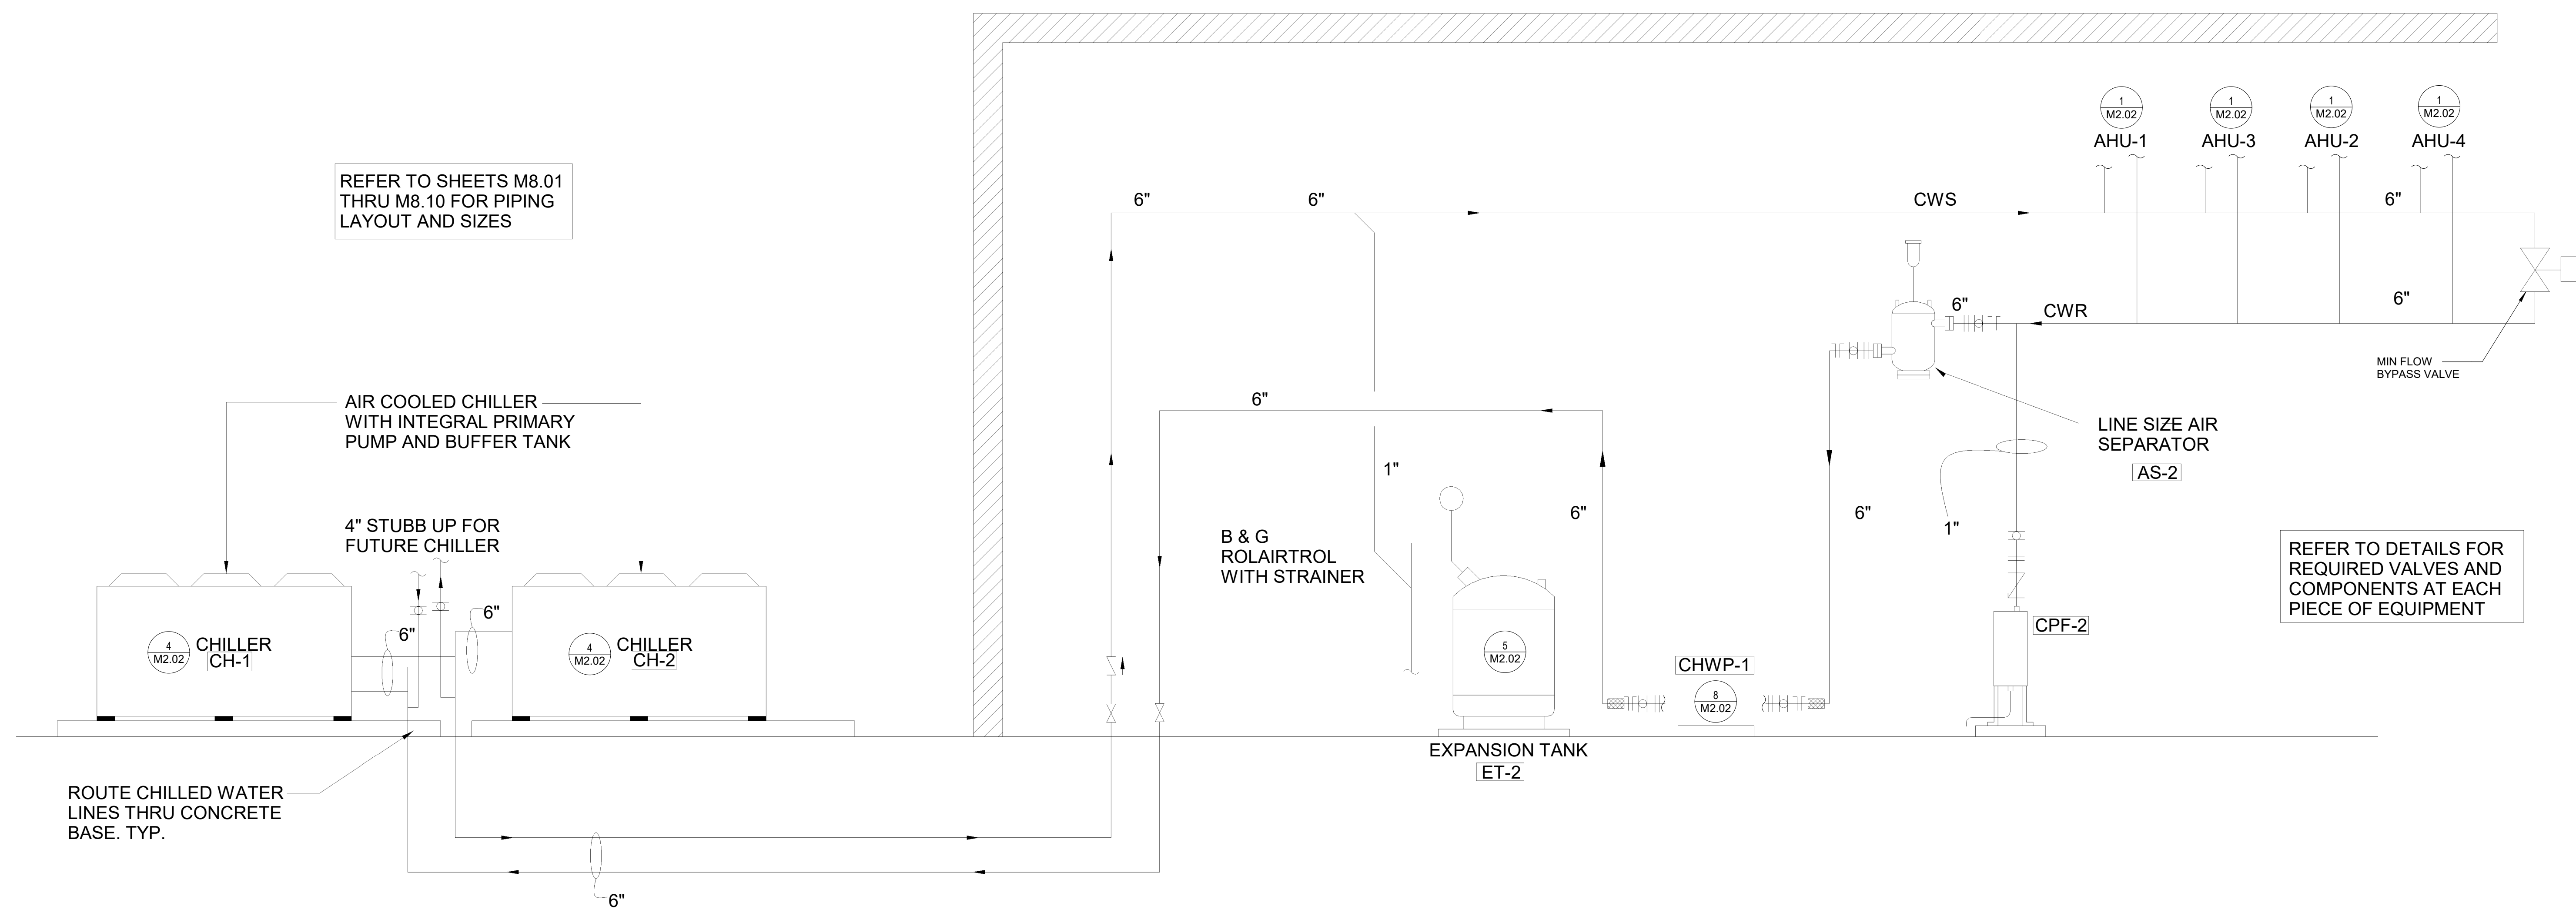 REFER TO SHEETS M8.01
THRU M8.10 FOR PIPING
LAYOUT AND SIZES
AIR COOLED CHILLER
WITH INTEGRAL PRIMARY
PUMP AND BUFFER TANK
4" STUBB UP FOR
FUTURE CHILLER
4
M2.02
CHILLER
CH-1
6"
6"
4
M2.02
CHILLER
CH-2
ROUTE CHILLED WATER
LINES THRU CONCRETE
BASE. TYP.
6"
6"
6"
CWS
1
M2.02
AHU-1
1
M2.02
AHU-3
1
M2.02
AHU-2
1
M2.02
AHU-4
6"
6"
CWR
6"
MIN FLOW
BYPASS VALVE
6"
1"
B & G
ROLAIRTROL
WITH STRAINER
6"
6"
LINE SIZE AIR
SEPARATOR
AS-2
1"
5
M2.02
EXPANSION TANK
ET-2
CHWP-1
8
M2.02
CPF-2
REFER TO DETAILS FOR
REQUIRED VALVES AND
COMPONENTS AT EACH
PIECE OF EQUIPMENT